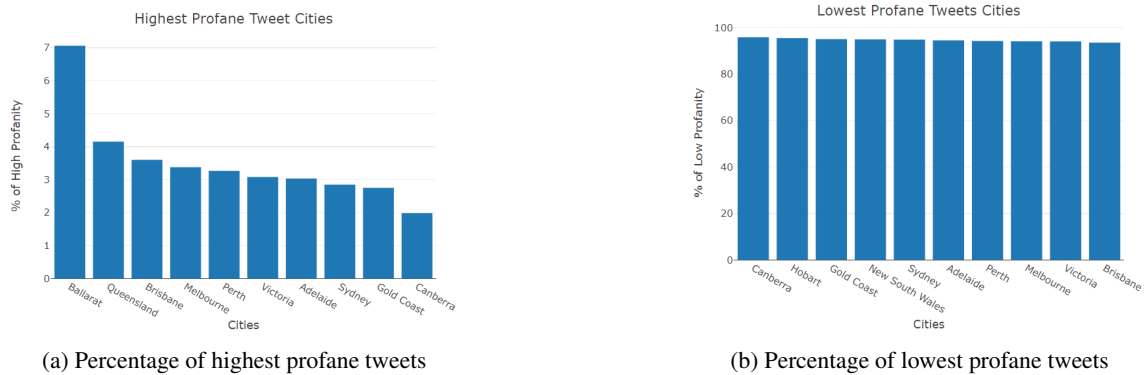 Highest Profane Tweet Cities
% of High Profanity
7
6
5
4
3
2
1
0
Ballarat
Queensland
Brisbane
Melbourne
Perth
Victoria
Adelaide
Sydney
Gold Coast
Canberra
Cities
(a) Percentage of highest profane tweets
Lowest Profane Tweets Cities
% of Low Profanity
100
80
60
40
20
0
Canberra
Hobart
Gold Coast
New South Wales
Sydney
Adelaide
Perth
Melbourne
Victoria
Brisbane
Cities
(b) Percentage of lowest profane tweets